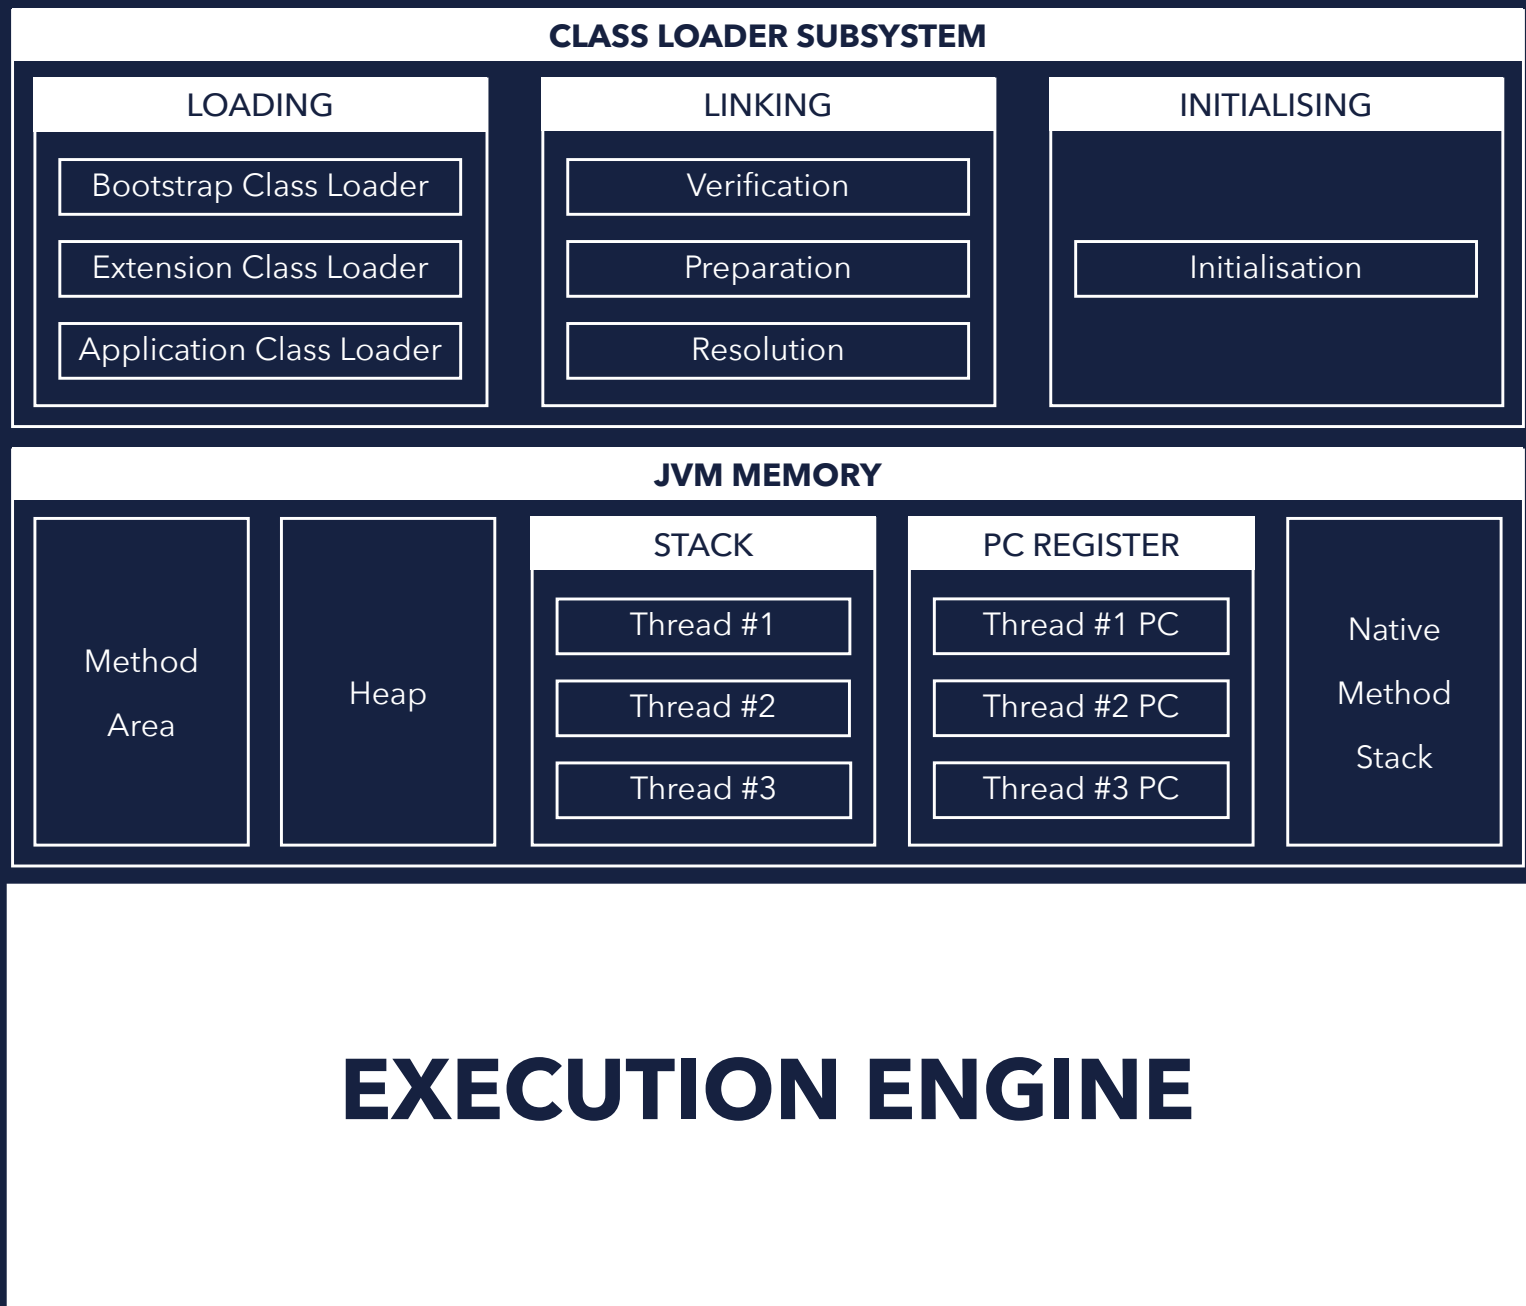 CLASS LOADER SUBSYSTEM
LOADING
Bootstrap Class Loader
Extension Class Loader
Application Class Loader
LINKING
Verification
Preparation
Resolution
INITIALISING
Initialisation
JVM MEMORY
Method
Area
Heap
STACK
Thread #1
Thread #2
Thread #3
PC REGISTER
Thread #1 PC
Thread #2 PC
Thread #3 PC
Native
Method
Stack
EXECUTION ENGINE